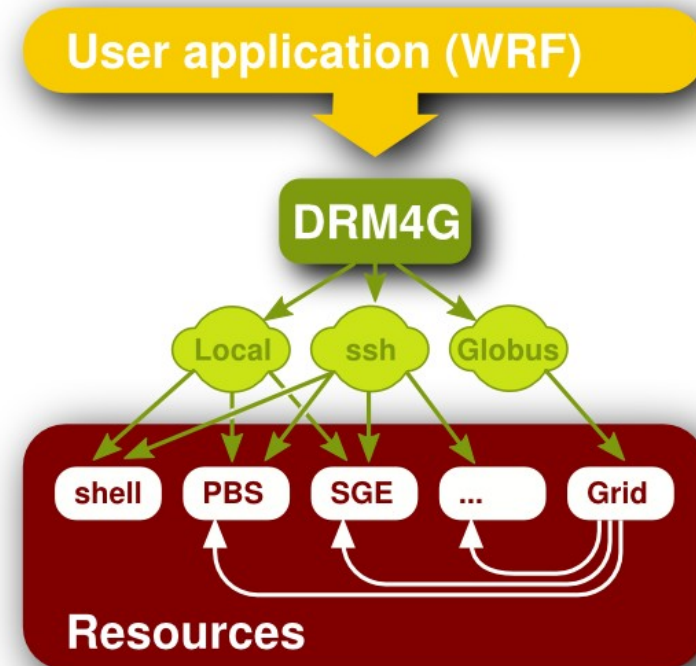 User application (WRF)
DRM4G
Local
ssh
Globus
shell
PBS
SGE
...
Grid
Resources